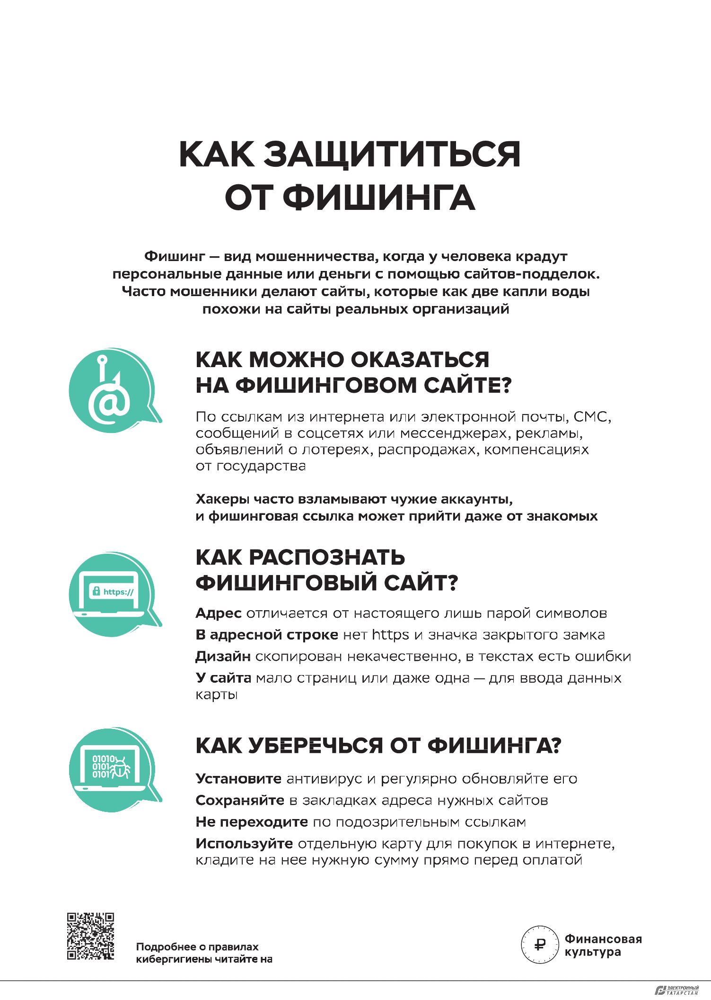 КАК ЗАЩИТИТЬСЯ
ОТ ФИШИНГА
Фишинг — вид мошенничества, когда у человека крадут
персональные данные или деньги с помощью сайтов-подделок.
Часто мошенники делают сайты, которые как две капли воды
похожи на сайты реальных организаций
КАК МОЖНО ОКАЗАТЬСЯ
НА ФИШИНГОВОМ САЙТЕ?
@
По ссылкам из интернета или электронной почты, СМС,
сообщений в соцсетях или мессенджерах, рекламы,
объявлений о лотереях, распродажах, компенсациях
от государства
Хакеры часто взламывают чужие аккаунты,
и фишинговая ссылка может прийти даже от знакомых
КАК РАСПОЗНАТЬ
ФИШИНГОВЫЙ САЙТ?
https://
Адрес отличается от настоящего лишь парой символов
В адресной строке нет https и значка закрытого замка
Дизайн скопирован некачественно, в текстах есть ошибки
У сайта мало страниц или даже одна — для ввода данных
карты
КАК УБЕРЕЧЬСЯ ОТ ФИШИНГА?
01010
0101
0101
Установите антивирус и регулярно обновляйте его
Сохраняйте в закладках адреса нужных сайтов
Не переходите по подозрительным ссылкам
Используйте отдельную карту для покупок в интернете,
кладите на нее нужную сумму прямо перед оплатой
Подробнее о правилах
кибергигиены читайте на
₽
Финансовая
культура
ЭЛЕКТРОННЫЙ
ТАТАРСТАН